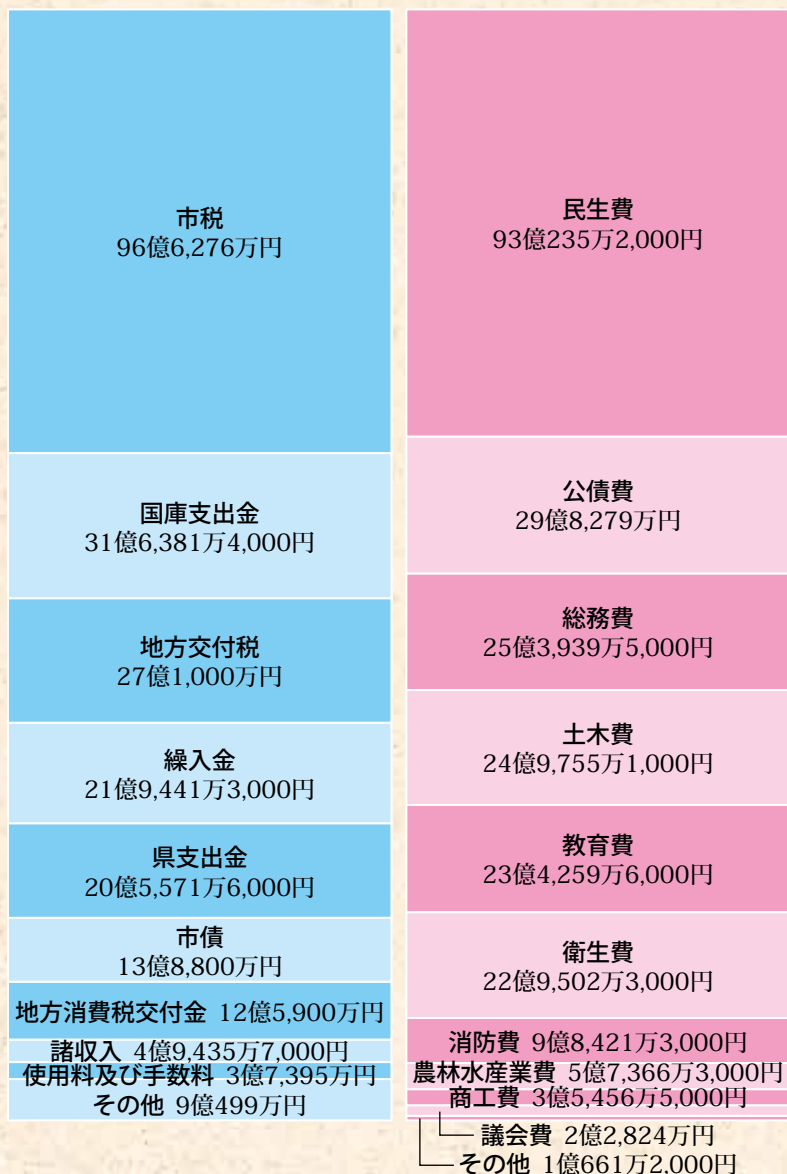 市税
96億6,276万円
国庫支出金
31億6,381万4,000円
地方交付税
27億1,000万円
繰入金
21億9,441万3,000円
県支出金
20億5,571万6,000円
市債
13億8,800万円
地方消費税交付金 12億5,900万円
諸収入 4億9,435万7,000円
使用料及び手数料 3億7,395万円
その他 9億499万円
民生費
93億235万2,000円
公債費
29億8,279万円
総務費
25億3,939万5,000円
土木費
24億9,755万1,000円
教育費
23億4,259万6,000円
衛生費
22億9,502万3,000円
消防費 9億8,421万3,000円
農林水産業費 5億7,366万3,000円
商工費 3億5,456万5,000円
議会費 2億2,824万円
その他 1億661万2,000円